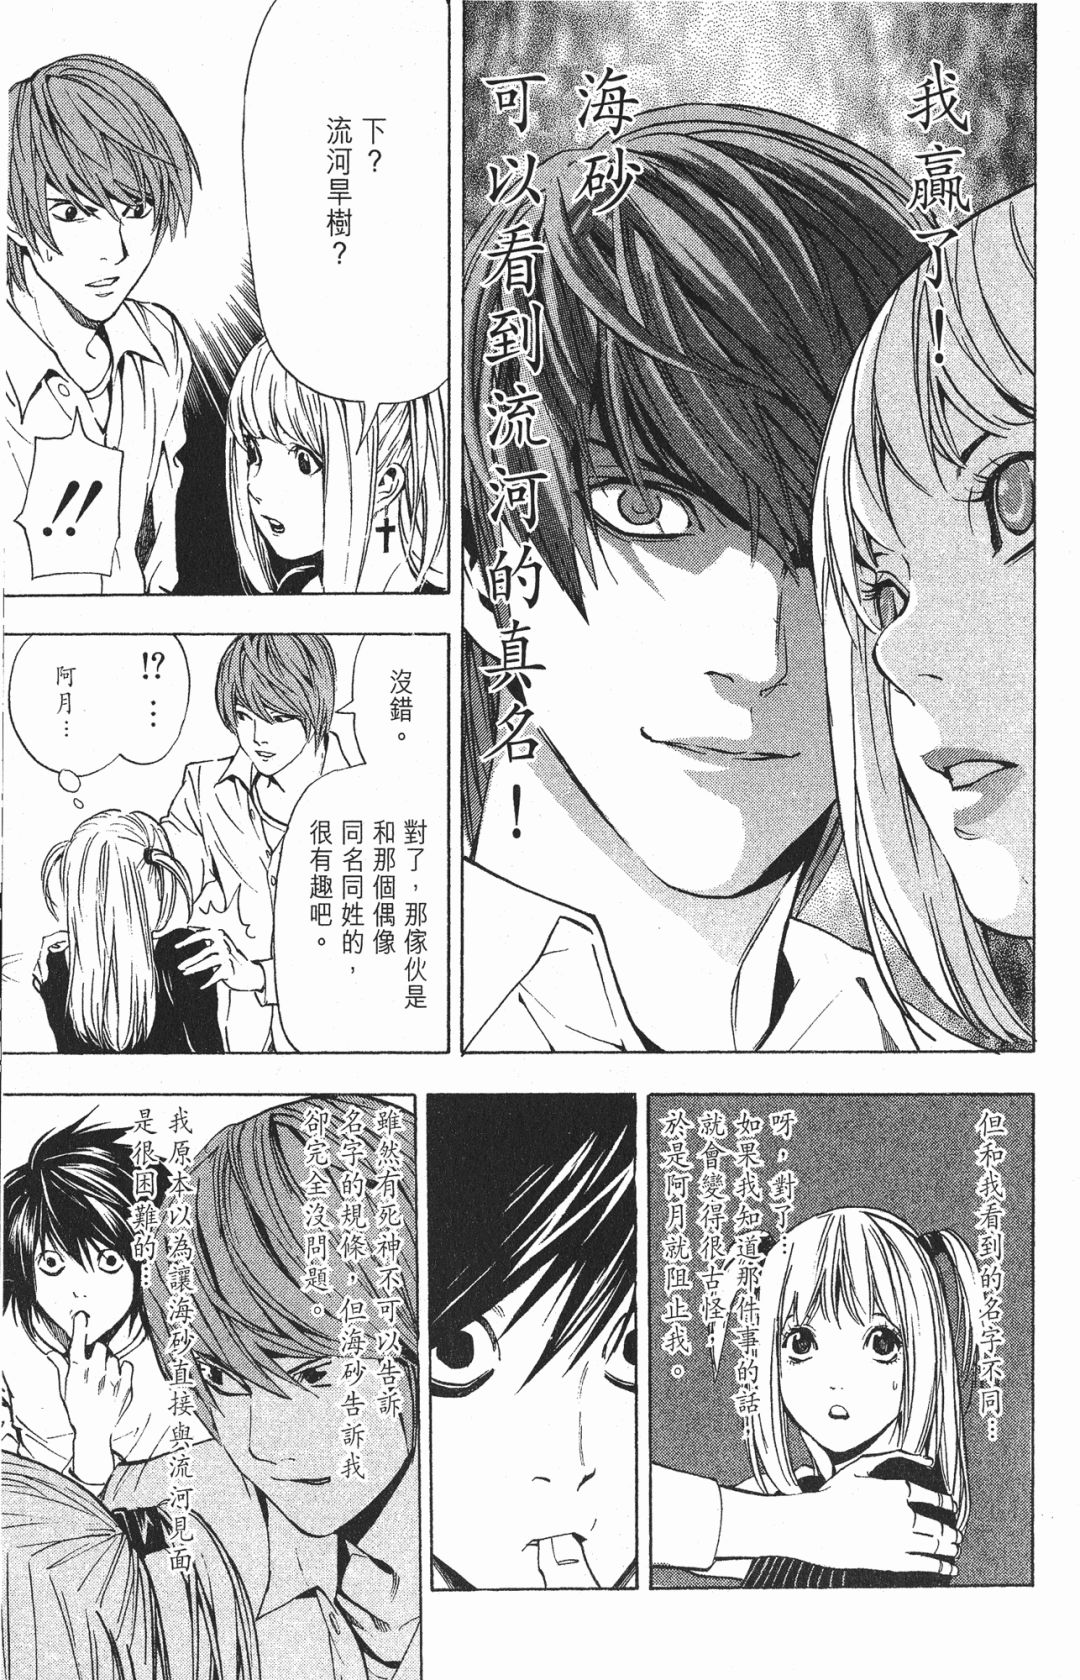 我贏了！
海砂
可以看到流河的真名！
下？
流河旱樹？
!!
沒錯。
對了，那傢伙是
和那個偶像
同名同姓的，
很有趣吧。
!?…
阿月…
但和我看到的名字不同…
呀，對了…
如果我知道那件事的話，
就會變得很古怪；
於是阿月就阻止我。
雖然有死神不可以告訴
名字的規條，但海砂告訴我
卻完全沒問題。
我原本以為讓海砂直接與流河見面
是很困難的…